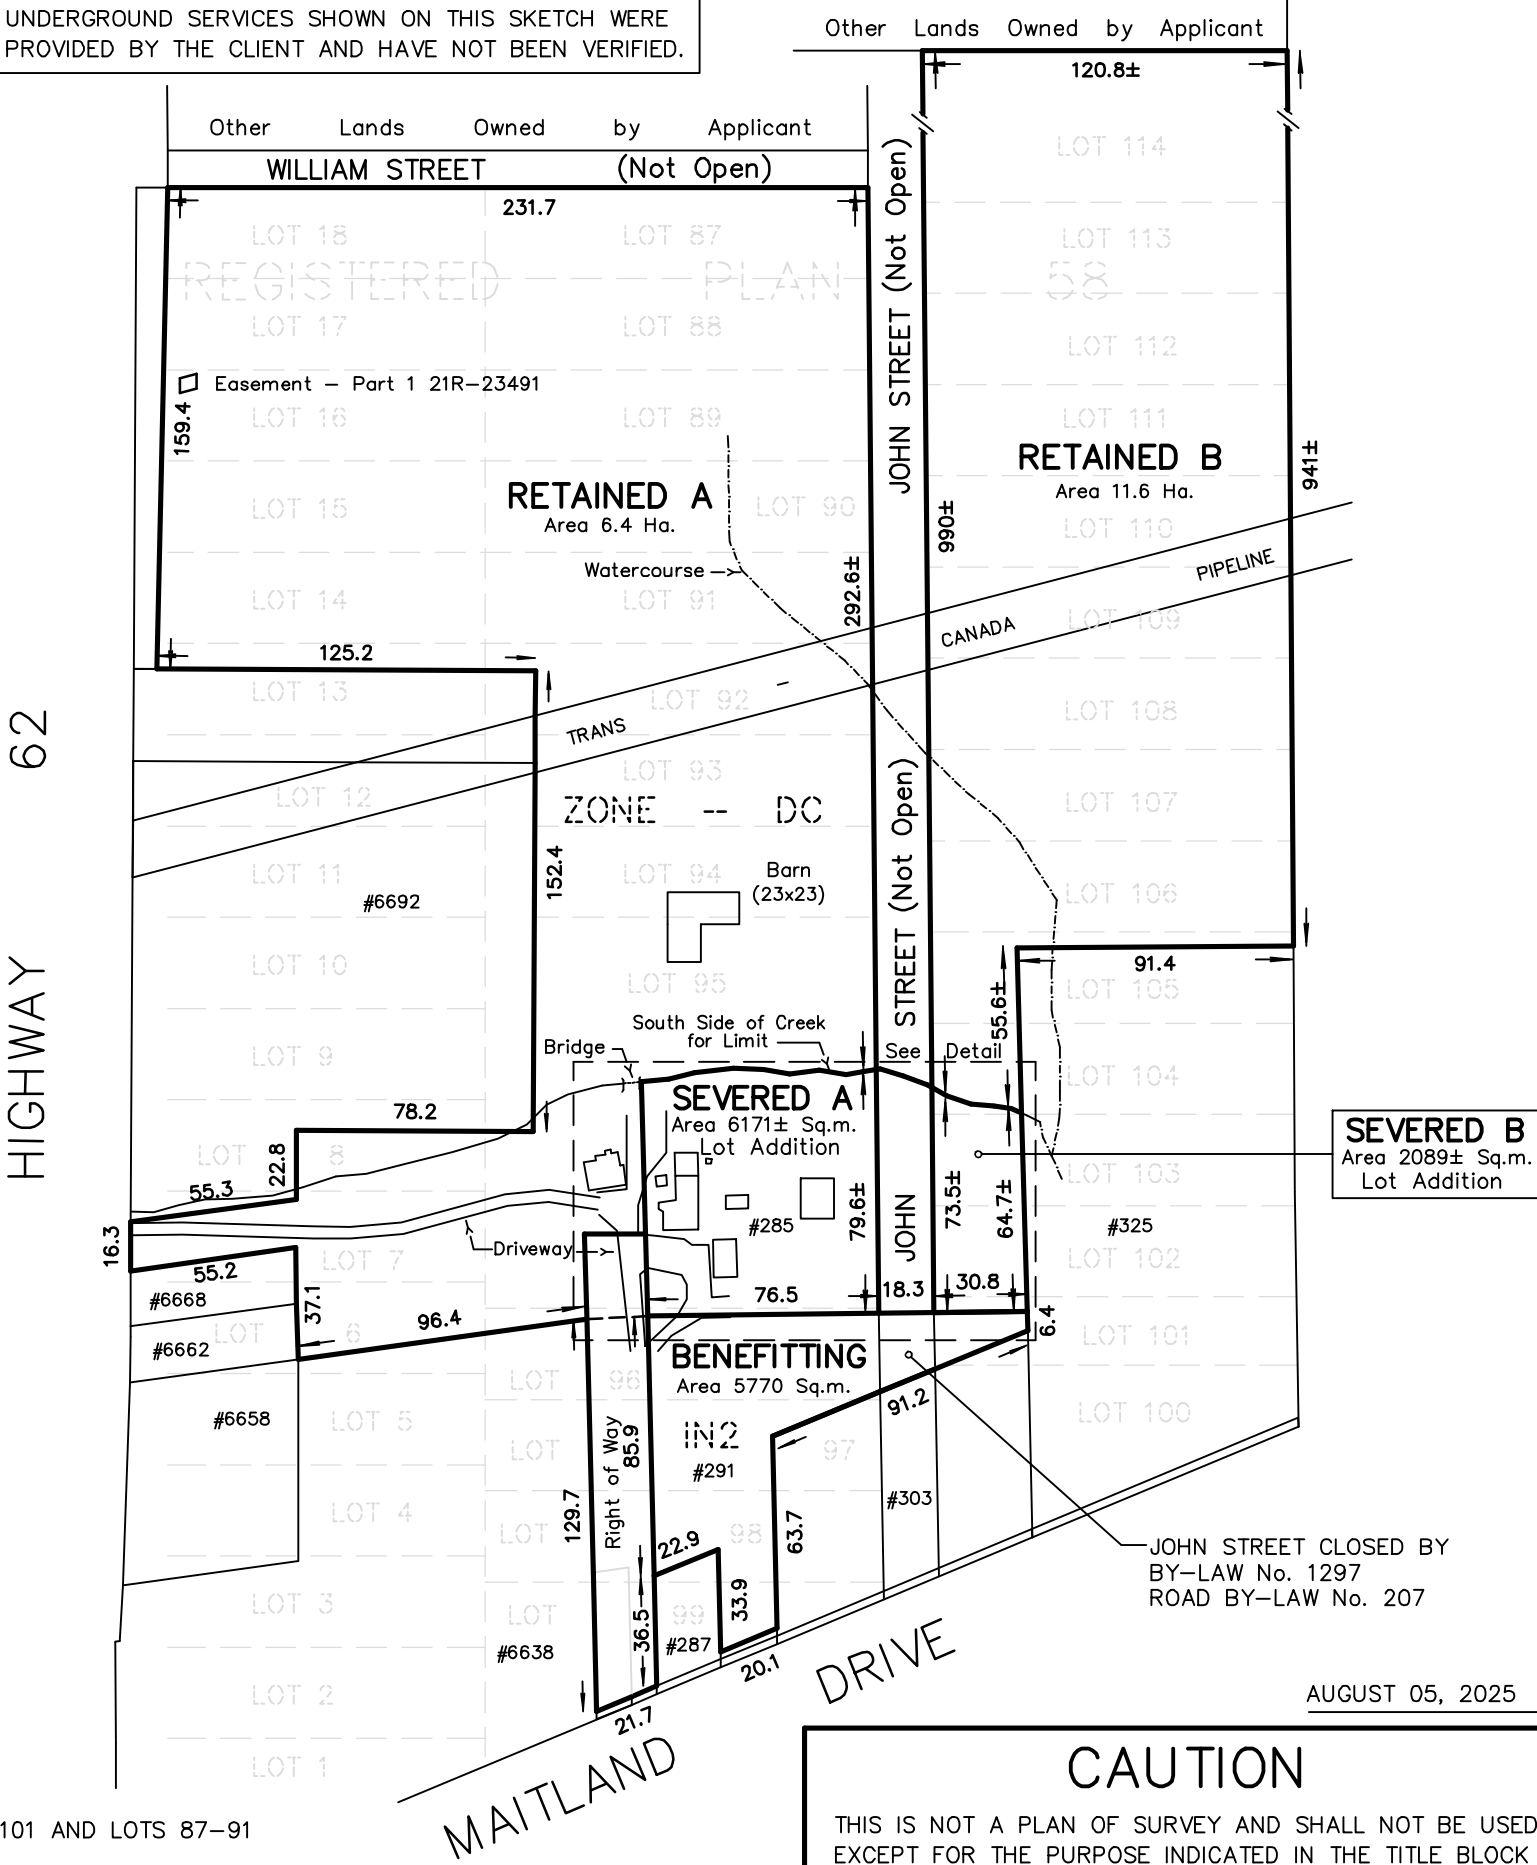 UNDERGROUND SERVICES SHOWN ON THIS SKETCH WERE
PROVIDED BY THE CLIENT AND HAVE NOT BEEN VERIFIED.
Other Lands Owned by Applicant
120.8±
Other Lands Owned by Applicant
WILLIAM STREET (Not Open)
231.7
LOT 114
LOT 18
LOT 87
LOT 113
REGISTERED PLAN 58
LOT 17
LOT 88
LOT 112
JOHN STREET (Not Open)
Easement – Part 1 21R–23491
159.4
LOT 16
LOT 89
LOT 111
RETAINED B
Area 11.6 Ha.
941±
RETAINED A
Area 6.4 Ha.
LOT 15
LOT 90
LOT 110
990±
Watercourse
292.6±
PIPELINE
LOT 14
LOT 91
LOT 109
CANADA
125.2
LOT 13
LOT 92
LOT 108
TRANS
HIGHWAY 62
LOT 93
LOT 12
LOT 107
ZONE -- DC
LOT 11
LOT 94
Barn
(23x23)
152.4
LOT 106
#6692
JOHN STREET (Not Open)
LOT 10
LOT 95
91.4
LOT 105
55.6±
South Side of Creek
for Limit
Bridge
See Detail
LOT 9
LOT 104
SEVERED A
Area 6171± Sq.m.
Lot Addition
78.2
SEVERED B
Area 2089± Sq.m.
Lot Addition
LOT 8
22.8
LOT 103
55.3
79.6±
73.5±
64.7±
#285
#325
16.3
Driveway
LOT 7
LOT 102
55.2
#6668
37.1
76.5
18.3
30.8
96.4
6.4
LOT 6
#6662
LOT 101
BENEFITTING
Area 5770 Sq.m.
LOT 96
91.2
#6658
LOT 5
LOT 100
IN2
#291
Right of Way
85.9
LOT 97
#303
129.7
LOT 4
LOT 98
63.7
22.9
JOHN STREET CLOSED BY
BY–LAW No. 1297
ROAD BY–LAW No. 207
LOT 3
LOT 99
33.9
36.5
#6638
#287
20.1
LOT 2
21.7
MAITLAND DRIVE
LOT 1
AUGUST 05, 2025
CAUTION
THIS IS NOT A PLAN OF SURVEY AND SHALL NOT BE USED
EXCEPT FOR THE PURPOSE INDICATED IN THE TITLE BLOCK
101 AND LOTS 87–91